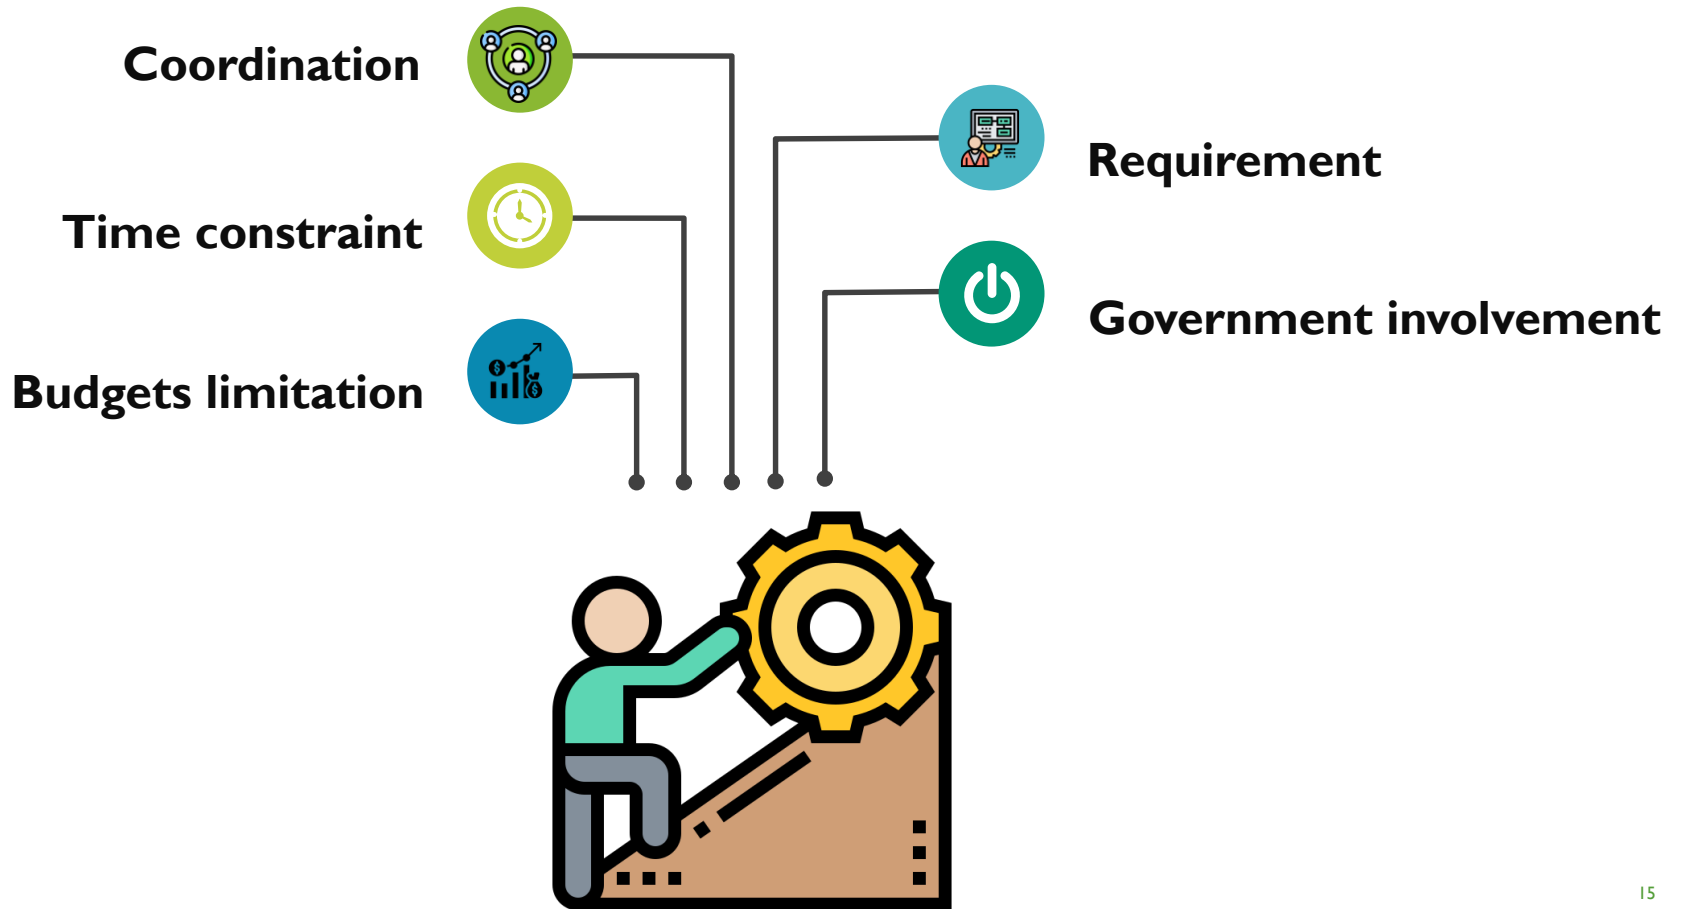 Coordination
Time constraint
Budgets limitation
Requirement
Government involvement
15